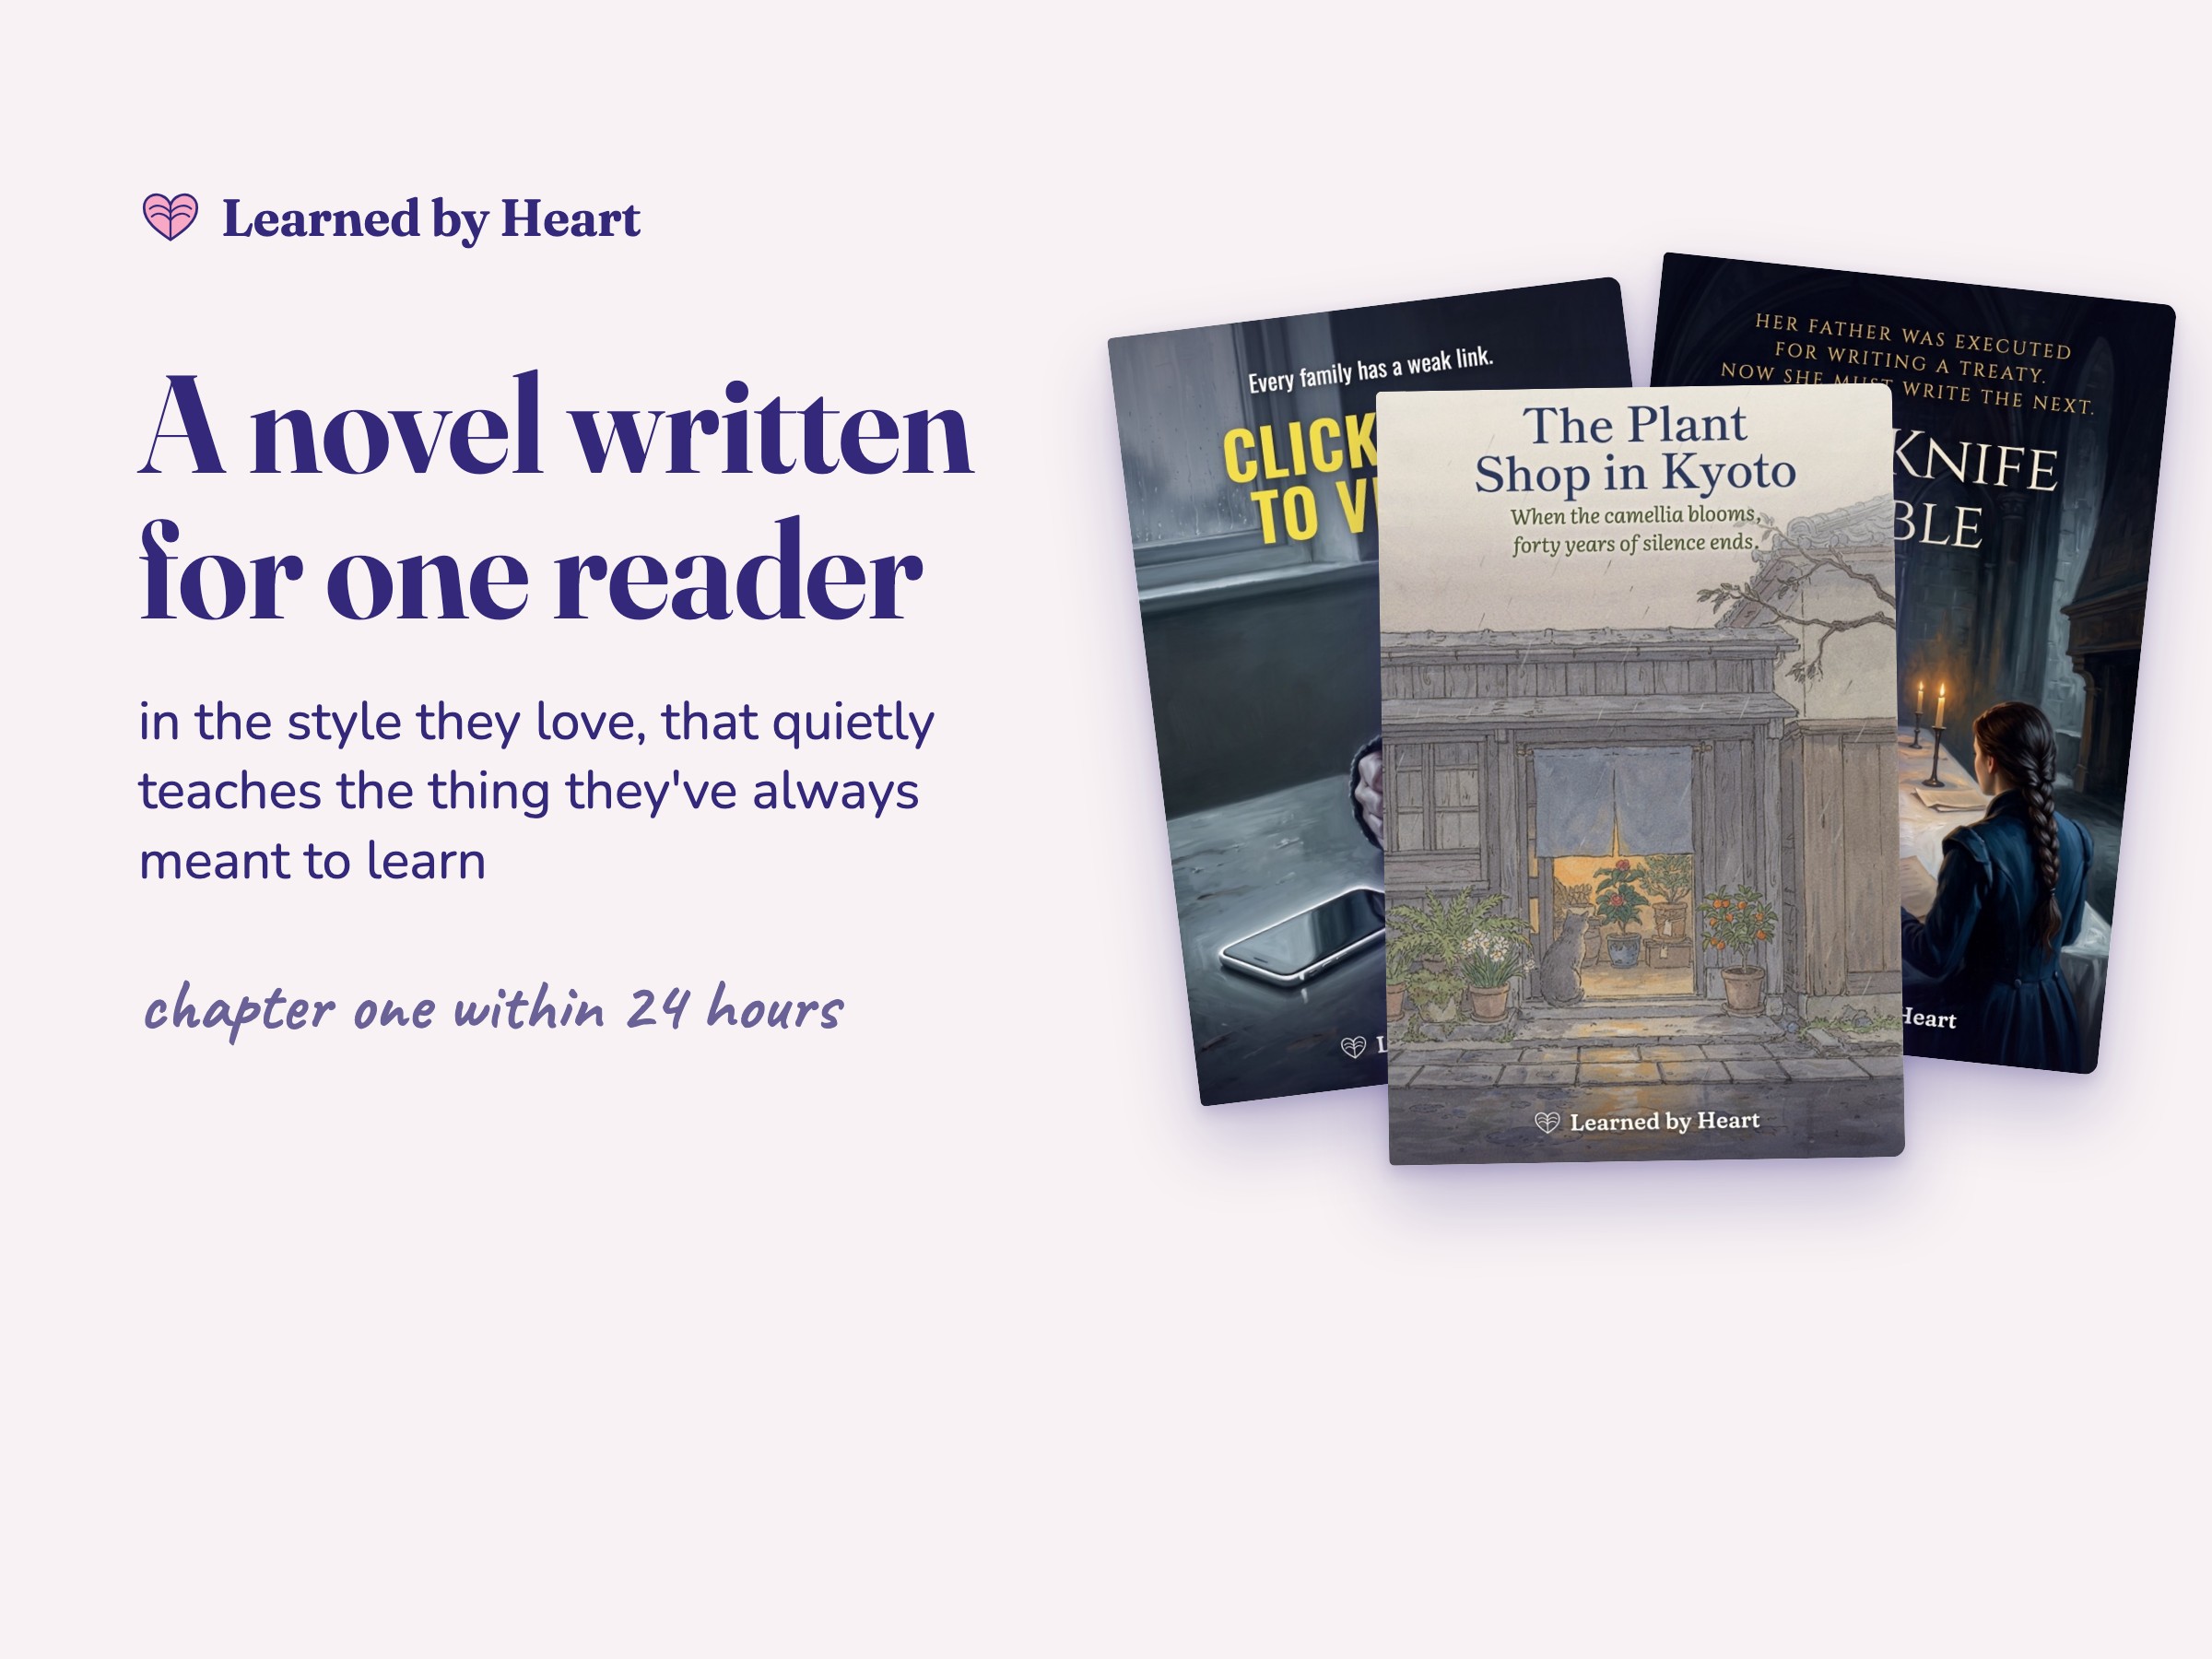 Learned by Heart
A novel written
for one reader
in the style they love, that quietly
teaches the thing they've always
meant to learn
chapter one within 24 hours
Every family has a weak link.
CLICK
TO
The Plant
Shop in Kyoto
When the camellia blooms,
forty years of silence ends.
Learned by Heart
HER FATHER WAS EXECUTED
FOR WRITING A TREATY.
NOW SHE MUST WRITE THE NEXT.
KNIFE
Heart